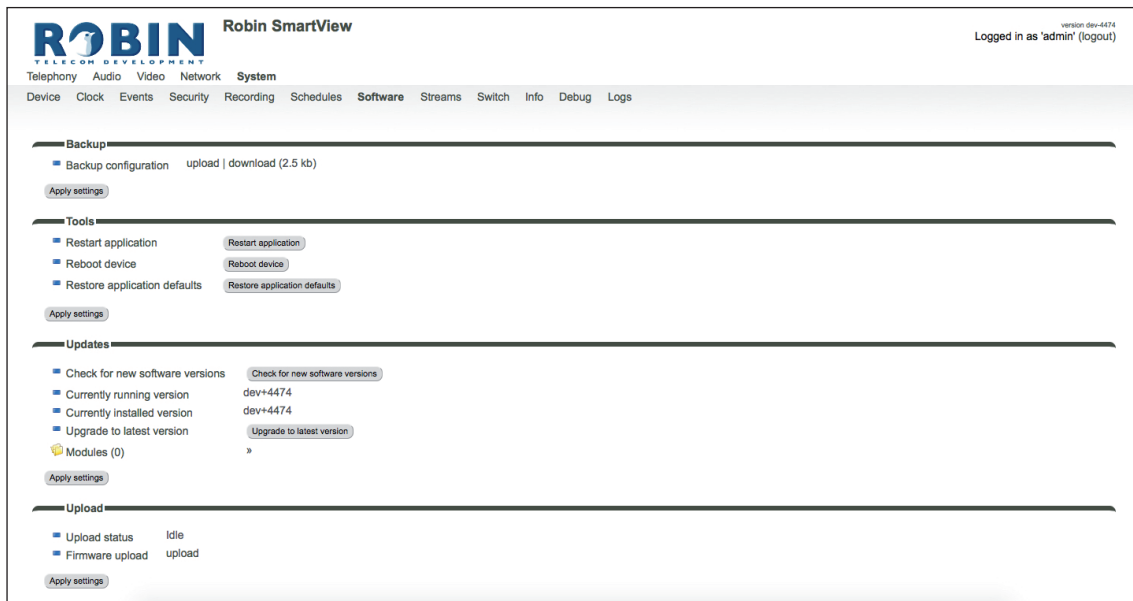 ROBIN
TELECOM DEVELOPMENT
Robin SmartView
version dev-4474
Logged in as 'admin' (logout)
Telephony Audio Video Network System
Device Clock Events Security Recording Schedules Software Streams Switch Info Debug Logs
Backup
Backup configuration upload | download (2.5 kb)
Apply settings
Tools
Restart application Restart application
Reboot device Reboot device
Restore application defaults Restore application defaults
Apply settings
Updates
Check for new software versions Check for new software versions
Currently running version dev+4474
Currently installed version dev+4474
Upgrade to latest version Upgrade to latest version
Modules (0) »
Apply settings
Upload
Upload status Idle
Firmware upload upload
Apply settings